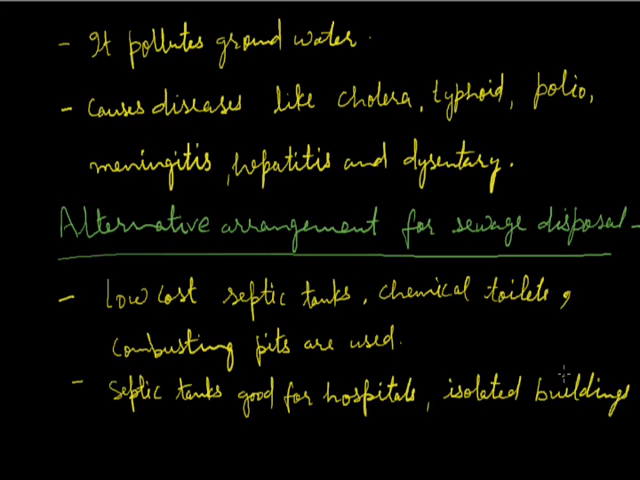 - It pollutes ground water.
- Causes diseases like cholera, typhoid, polio,
meningitis, hepatitis and dysentary.
Alternative arrangement for sewage disposal -
- low cost septic tanks, chemical toilets,
combusting pits are used.
- Septic tanks good for hospitals, isolated buildings